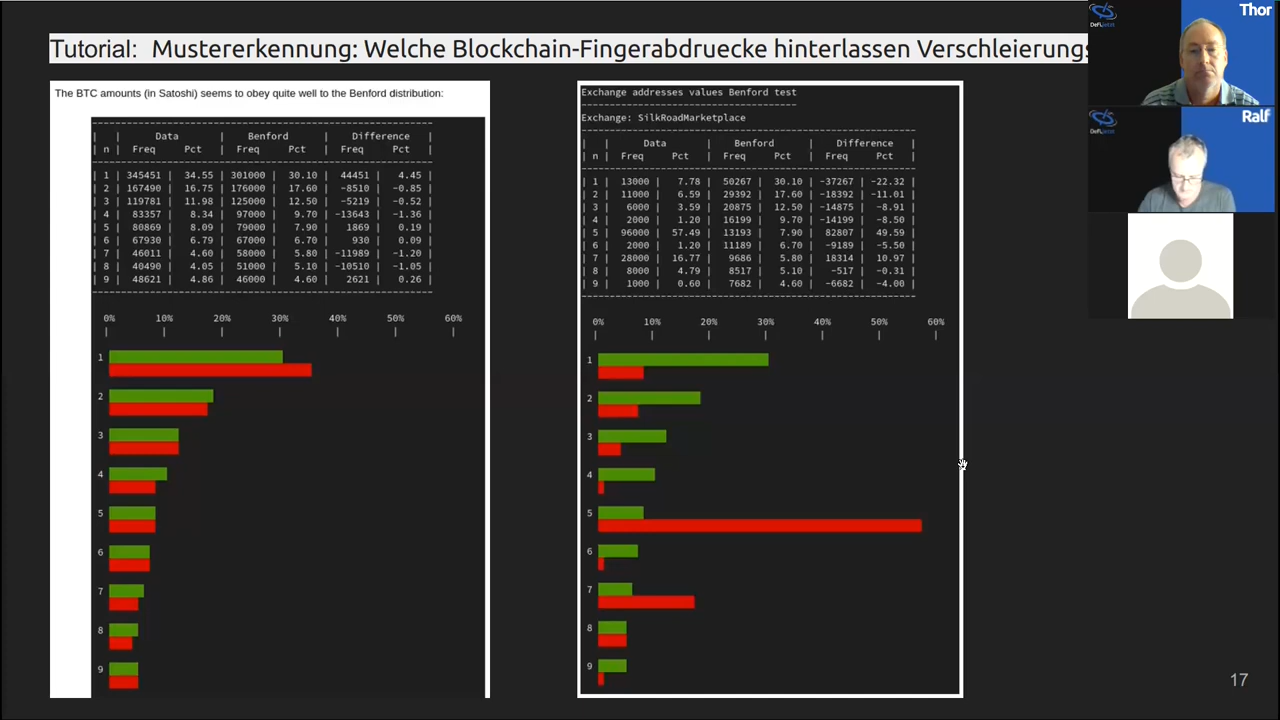 Tutorial: Mustererkennung: Welche Blockchain-Fingerabdruecke hinterlassen Verschleierungs
The BTC amounts (in Satoshi) seems to obey quite well to the Benford distribution:
| | Data | Benford | Difference |
| n | Freq Pct | Freq Pct | Freq Pct |
| 1 | 345451 | 34.55 | 301000 | 30.10 | 44451 | 4.45 |
| 2 | 167490 | 16.75 | 176000 | 17.60 | -8510 | -0.85 |
| 3 | 119781 | 11.98 | 125000 | 12.50 | -5219 | -0.52 |
| 4 | 83357 | 8.34 | 97000 | 9.70 | -13643 | -1.36 |
| 5 | 80869 | 8.09 | 79000 | 7.90 | 1869 | 0.19 |
| 6 | 67930 | 6.79 | 67000 | 6.70 | 930 | 0.09 |
| 7 | 46011 | 4.60 | 58000 | 5.80 | -11989 | -1.20 |
| 8 | 40490 | 4.05 | 51000 | 5.10 | -10510 | -1.05 |
| 9 | 48621 | 4.86 | 46000 | 4.60 | 2621 | 0.26 |
0% 10% 20% 30% 40% 50% 60%
1
2
3
4
5
6
7
8
9
Exchange addresses values Benford test
Exchange: SilkRoadMarketplace
| | Data | Benford | Difference |
| n | Freq Pct | Freq Pct | Freq Pct |
| 1 | 13000 | 7.78 | 50267 | 30.10 | -37267 | -22.32 |
| 2 | 11000 | 6.59 | 29392 | 17.60 | -18392 | -11.01 |
| 3 | 6000 | 3.59 | 20875 | 12.50 | -14875 | -8.91 |
| 4 | 2000 | 1.20 | 16199 | 9.70 | -14199 | -8.50 |
| 5 | 96000 | 57.49 | 13193 | 7.90 | 82807 | 49.59 |
| 6 | 2000 | 1.20 | 11189 | 6.70 | -9189 | -5.50 |
| 7 | 28000 | 16.77 | 9686 | 5.80 | 18314 | 10.97 |
| 8 | 8000 | 4.79 | 8517 | 5.10 | -517 | -0.31 |
| 9 | 1000 | 0.60 | 7682 | 4.60 | -6682 | -4.00 |
0% 10% 20% 30% 40% 50% 60%
1
2
3
4
5
6
7
8
9
Thor
Ralf
17